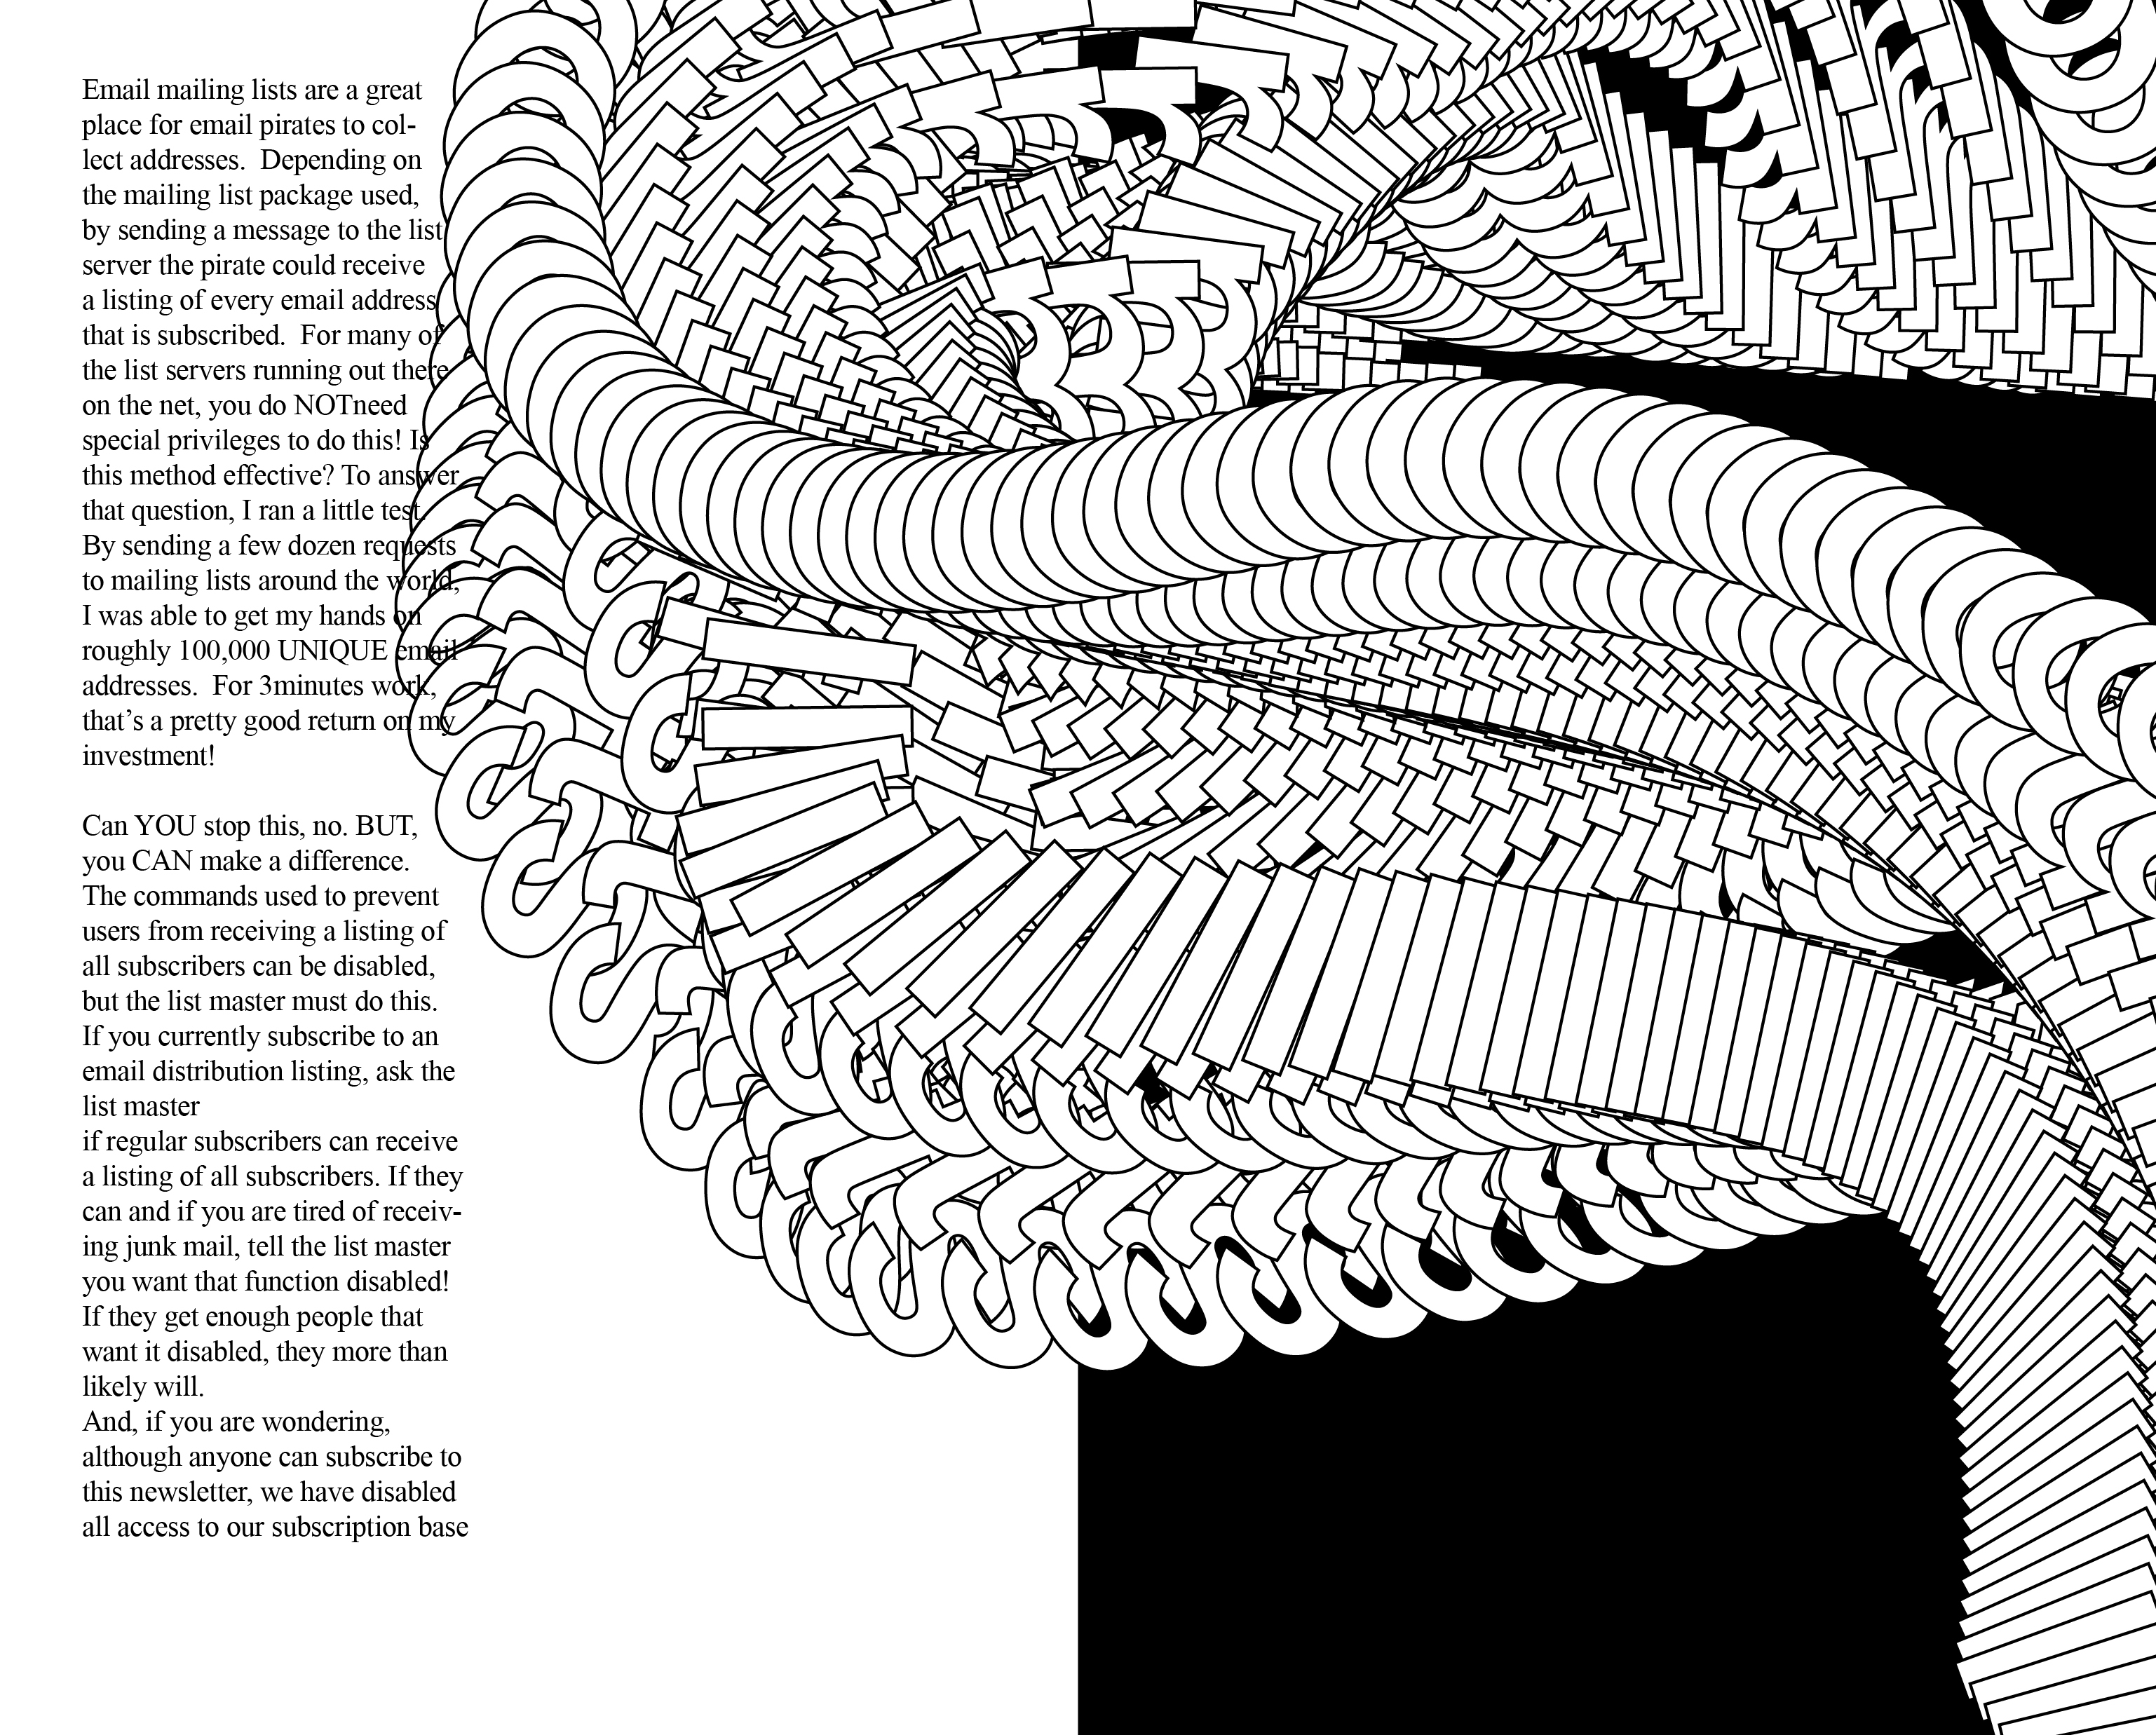 Email mailing lists are a great
place for email pirates to col-
lect addresses.  Depending on
the mailing list package used,
by sending a message to the list
server the pirate could receive
a listing of every email address
that is subscribed.  For many of
the list servers running out there
on the net, you do NOTneed
special privileges to do this! Is
this method effective? To answer
that question, I ran a little test.
By sending a few dozen requests
to mailing lists around the world,
I was able to get my hands on
roughly 100,000 UNIQUE email
addresses.  For 3minutes work,
that’s a pretty good return on my
investment!

Can YOU stop this, no. BUT,
you CAN make a difference.
The commands used to prevent
users from receiving a listing of
all subscribers can be disabled,
but the list master must do this.
If you currently subscribe to an
email distribution listing, ask the
list master
if regular subscribers can receive
a listing of all subscribers. If they
can and if you are tired of receiv-
ing junk mail, tell the list master
you want that function disabled!
If they get enough people that
want it disabled, they more than
likely will.
And, if you are wondering,
although anyone can subscribe to
this newsletter, we have disabled
all access to our subscription base